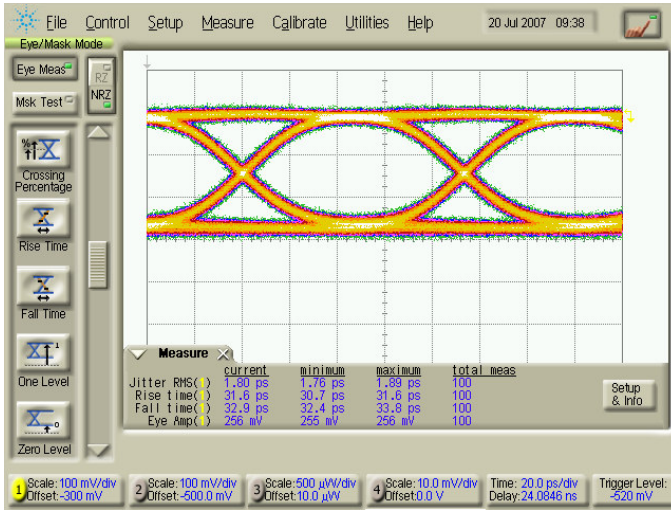 File Control Setup Measure Calibrate Utilities Help 20 Jul 2007 09:38
Eye/Mask Mode
Eye Meas
RZ
Msk Test
NRZ
%
Crossing
Percentage
Rise Time
Fall Time
1
One Level
0
Zero Level
Measure
current minimum maximum total meas
Jitter RMS(1) 1.80 ps 1.76 ps 1.89 ps 100
Rise time(1) 31.6 ps 30.7 ps 31.6 ps 100
Fall time(1) 32.9 ps 32.4 ps 33.8 ps 100
Eye Amp(1) 256 mV 255 mV 256 mV 100
Setup
& Info
1 Scale:100 mV/div
Offset:-300 mV
2 Scale:100 mV/div
Offset:-500.0 mV
3 Scale:500 µW/div
Offset:10.0 µW
4 Scale:10.0 mV/div
Offset:0.0 V
Time: 20.0 ps/div
Delay:24.0846 ns
Trigger Level:
-520 mV